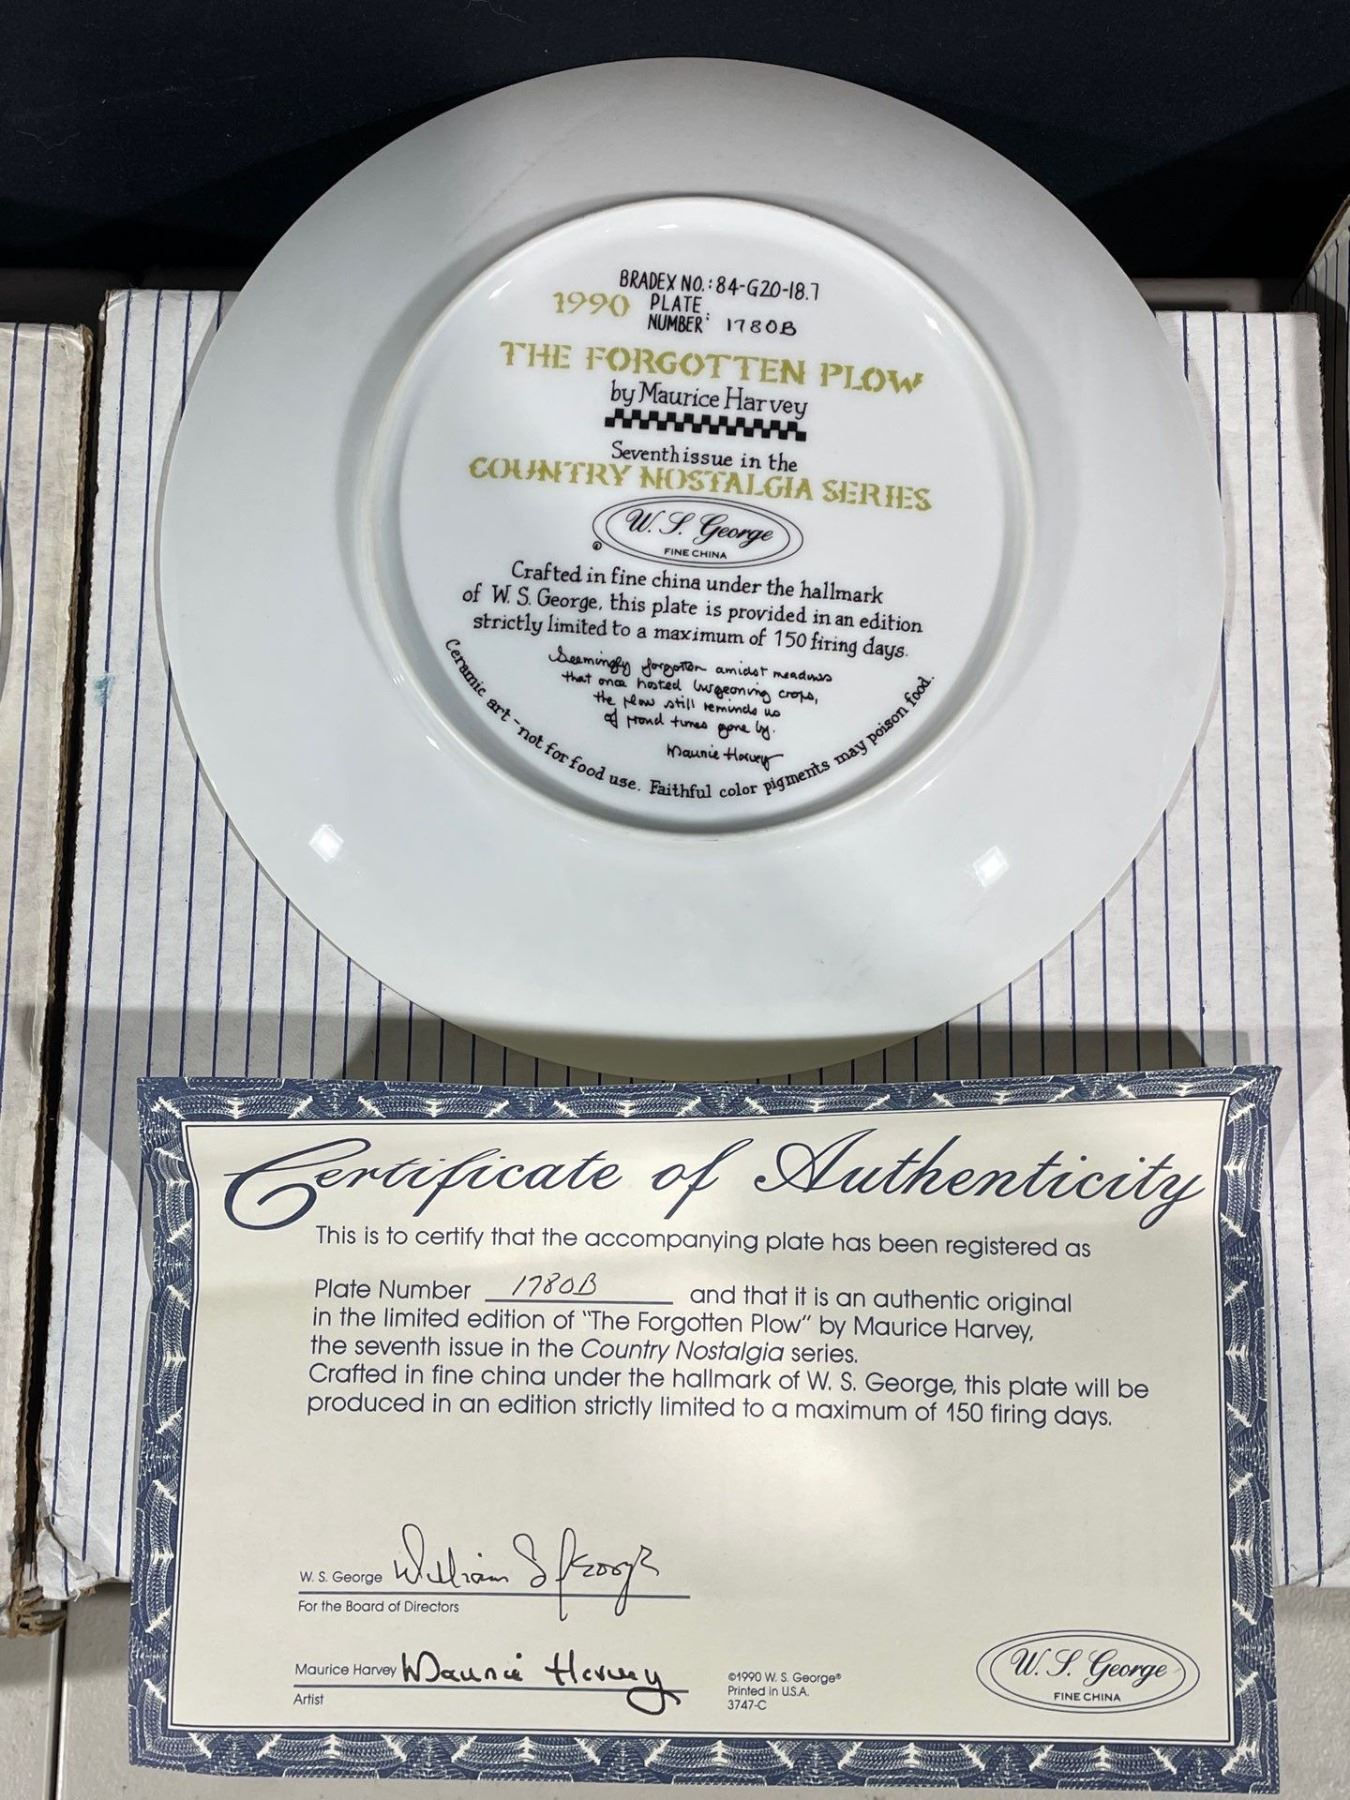 BRADEX NO.: 84-G20-18.7
1990 PLATE
NUMBER: 1780B
THE FORGOTTEN PLOW
by Maurice Harvey
Seventh issue in the
COUNTRY NOSTALGIA SERIES
W. S. George
FINE CHINA
Crafted in fine china under the hallmark
of W. S. George, this plate is provided in an edition
strictly limited to a maximum of 150 firing days.
Seemingly forgotten amidst meadows
that once hosted burgeoning crops,
the plow still reminds us
of proud times gone by.
Maurice Harvey
Ceramic art - not for food use. Faithful color pigments may poison food.
Certificate of Authenticity
This is to certify that the accompanying plate has been registered as
Plate Number 1780B and that it is an authentic original
in the limited edition of "The Forgotten Plow" by Maurice Harvey,
the seventh issue in the Country Nostalgia series.
Crafted in fine china under the hallmark of W. S. George, this plate will be
produced in an edition strictly limited to a maximum of 150 firing days.
W. S. George William S George
For the Board of Directors
Maurice Harvey Maurice Harvey
Artist
©1990 W. S. George®
Printed in U.S.A.
3747-C
W. S. George
FINE CHINA